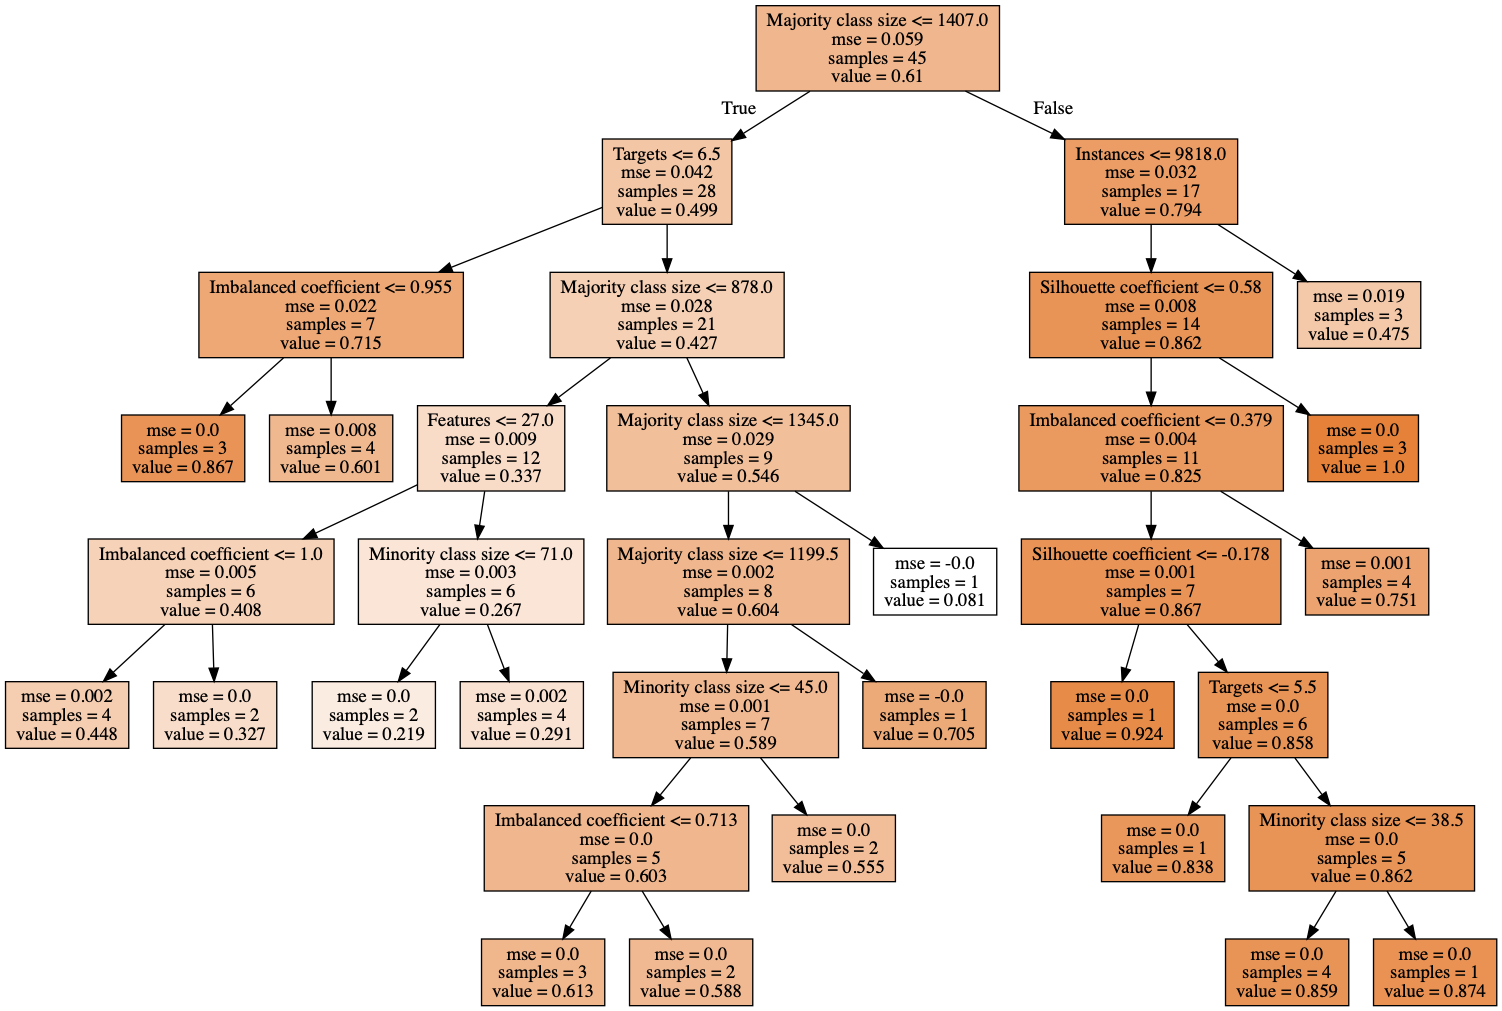 Majority class size <= 1407.0
mse = 0.059
samples = 45
value = 0.61
True
False
Targets <= 6.5
mse = 0.042
samples = 28
value = 0.499
Instances <= 9818.0
mse = 0.032
samples = 17
value = 0.794
Imbalanced coefficient <= 0.955
mse = 0.022
samples = 7
value = 0.715
Majority class size <= 878.0
mse = 0.028
samples = 21
value = 0.427
Silhouette coefficient <= 0.58
mse = 0.008
samples = 14
value = 0.862
mse = 0.019
samples = 3
value = 0.475
mse = 0.0
samples = 3
value = 0.867
mse = 0.008
samples = 4
value = 0.601
Features <= 27.0
mse = 0.009
samples = 12
value = 0.337
Majority class size <= 1345.0
mse = 0.029
samples = 9
value = 0.546
Imbalanced coefficient <= 0.379
mse = 0.004
samples = 11
value = 0.825
mse = 0.0
samples = 3
value = 1.0
Imbalanced coefficient <= 1.0
mse = 0.005
samples = 6
value = 0.408
Minority class size <= 71.0
mse = 0.003
samples = 6
value = 0.267
Majority class size <= 1199.5
mse = 0.002
samples = 8
value = 0.604
mse = -0.0
samples = 1
value = 0.081
Silhouette coefficient <= -0.178
mse = 0.001
samples = 7
value = 0.867
mse = 0.001
samples = 4
value = 0.751
mse = 0.002
samples = 4
value = 0.448
mse = 0.0
samples = 2
value = 0.327
mse = 0.0
samples = 2
value = 0.219
mse = 0.002
samples = 4
value = 0.291
Minority class size <= 45.0
mse = 0.001
samples = 7
value = 0.589
mse = -0.0
samples = 1
value = 0.705
mse = 0.0
samples = 1
value = 0.924
Targets <= 5.5
mse = 0.0
samples = 6
value = 0.858
Imbalanced coefficient <= 0.713
mse = 0.0
samples = 5
value = 0.603
mse = 0.0
samples = 2
value = 0.555
mse = 0.0
samples = 1
value = 0.838
Minority class size <= 38.5
mse = 0.0
samples = 5
value = 0.862
mse = 0.0
samples = 3
value = 0.613
mse = 0.0
samples = 2
value = 0.588
mse = 0.0
samples = 4
value = 0.859
mse = 0.0
samples = 1
value = 0.874